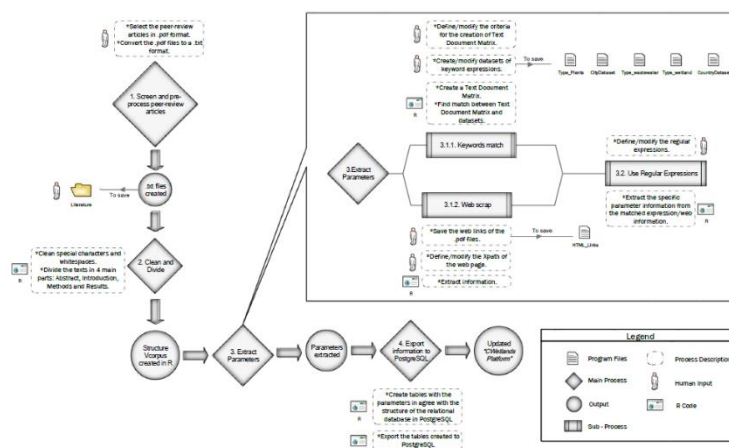 *Select the peer-review
articles in .pdf format.
*Convert the .pdf files to a .txt
format.
1. Screen and pre-
process peer-review
articles
.txt files
created
To save
Literature
2. Clean and
Divide
*Clean special characters and
whitespaces.
*Divide the texts in 4 main
parts: Abstract, Introduction,
Methods and Results.
R
Structure
Vcorpus
created in R
3. Extract
Parameters
Parameters
extracted
4. Export
information to
PostgreSQL
Updated
"CWetlands
Platform"
*Create tables with the
parameters in agree with the
structure of the relational
database in PostgreSQL
R
*Export the tables created to
PostgreSQL
R
*Define/modify the criteria
for the creation of Text
Document Matrix.
*Create/modify datasets of
keyword expressions.
To save
Type_Plants
CityDataset
Type_wastewater
Type_wetland
CountryDataset
*Create a Text Document
Matrix.
*Find match between Text
Document Matrix and
datasets.
R
3.Extract
Parameters
3.1.1. Keywords match
3.1.2. Web scrap
*Define/modify the regular
expressions.
3.2. Use Regular Expressions
*Extract the specific
parameter information from
the matched expression/web
information.
R
*Save the web links of the
.pdf files.
To save
HTML_Links
*Define/modify the Xpath of
the web page.
*Extract information.
R
Legend
Program Files
Process Description
Main Process
Human Input
Output
R Code
Sub - Process